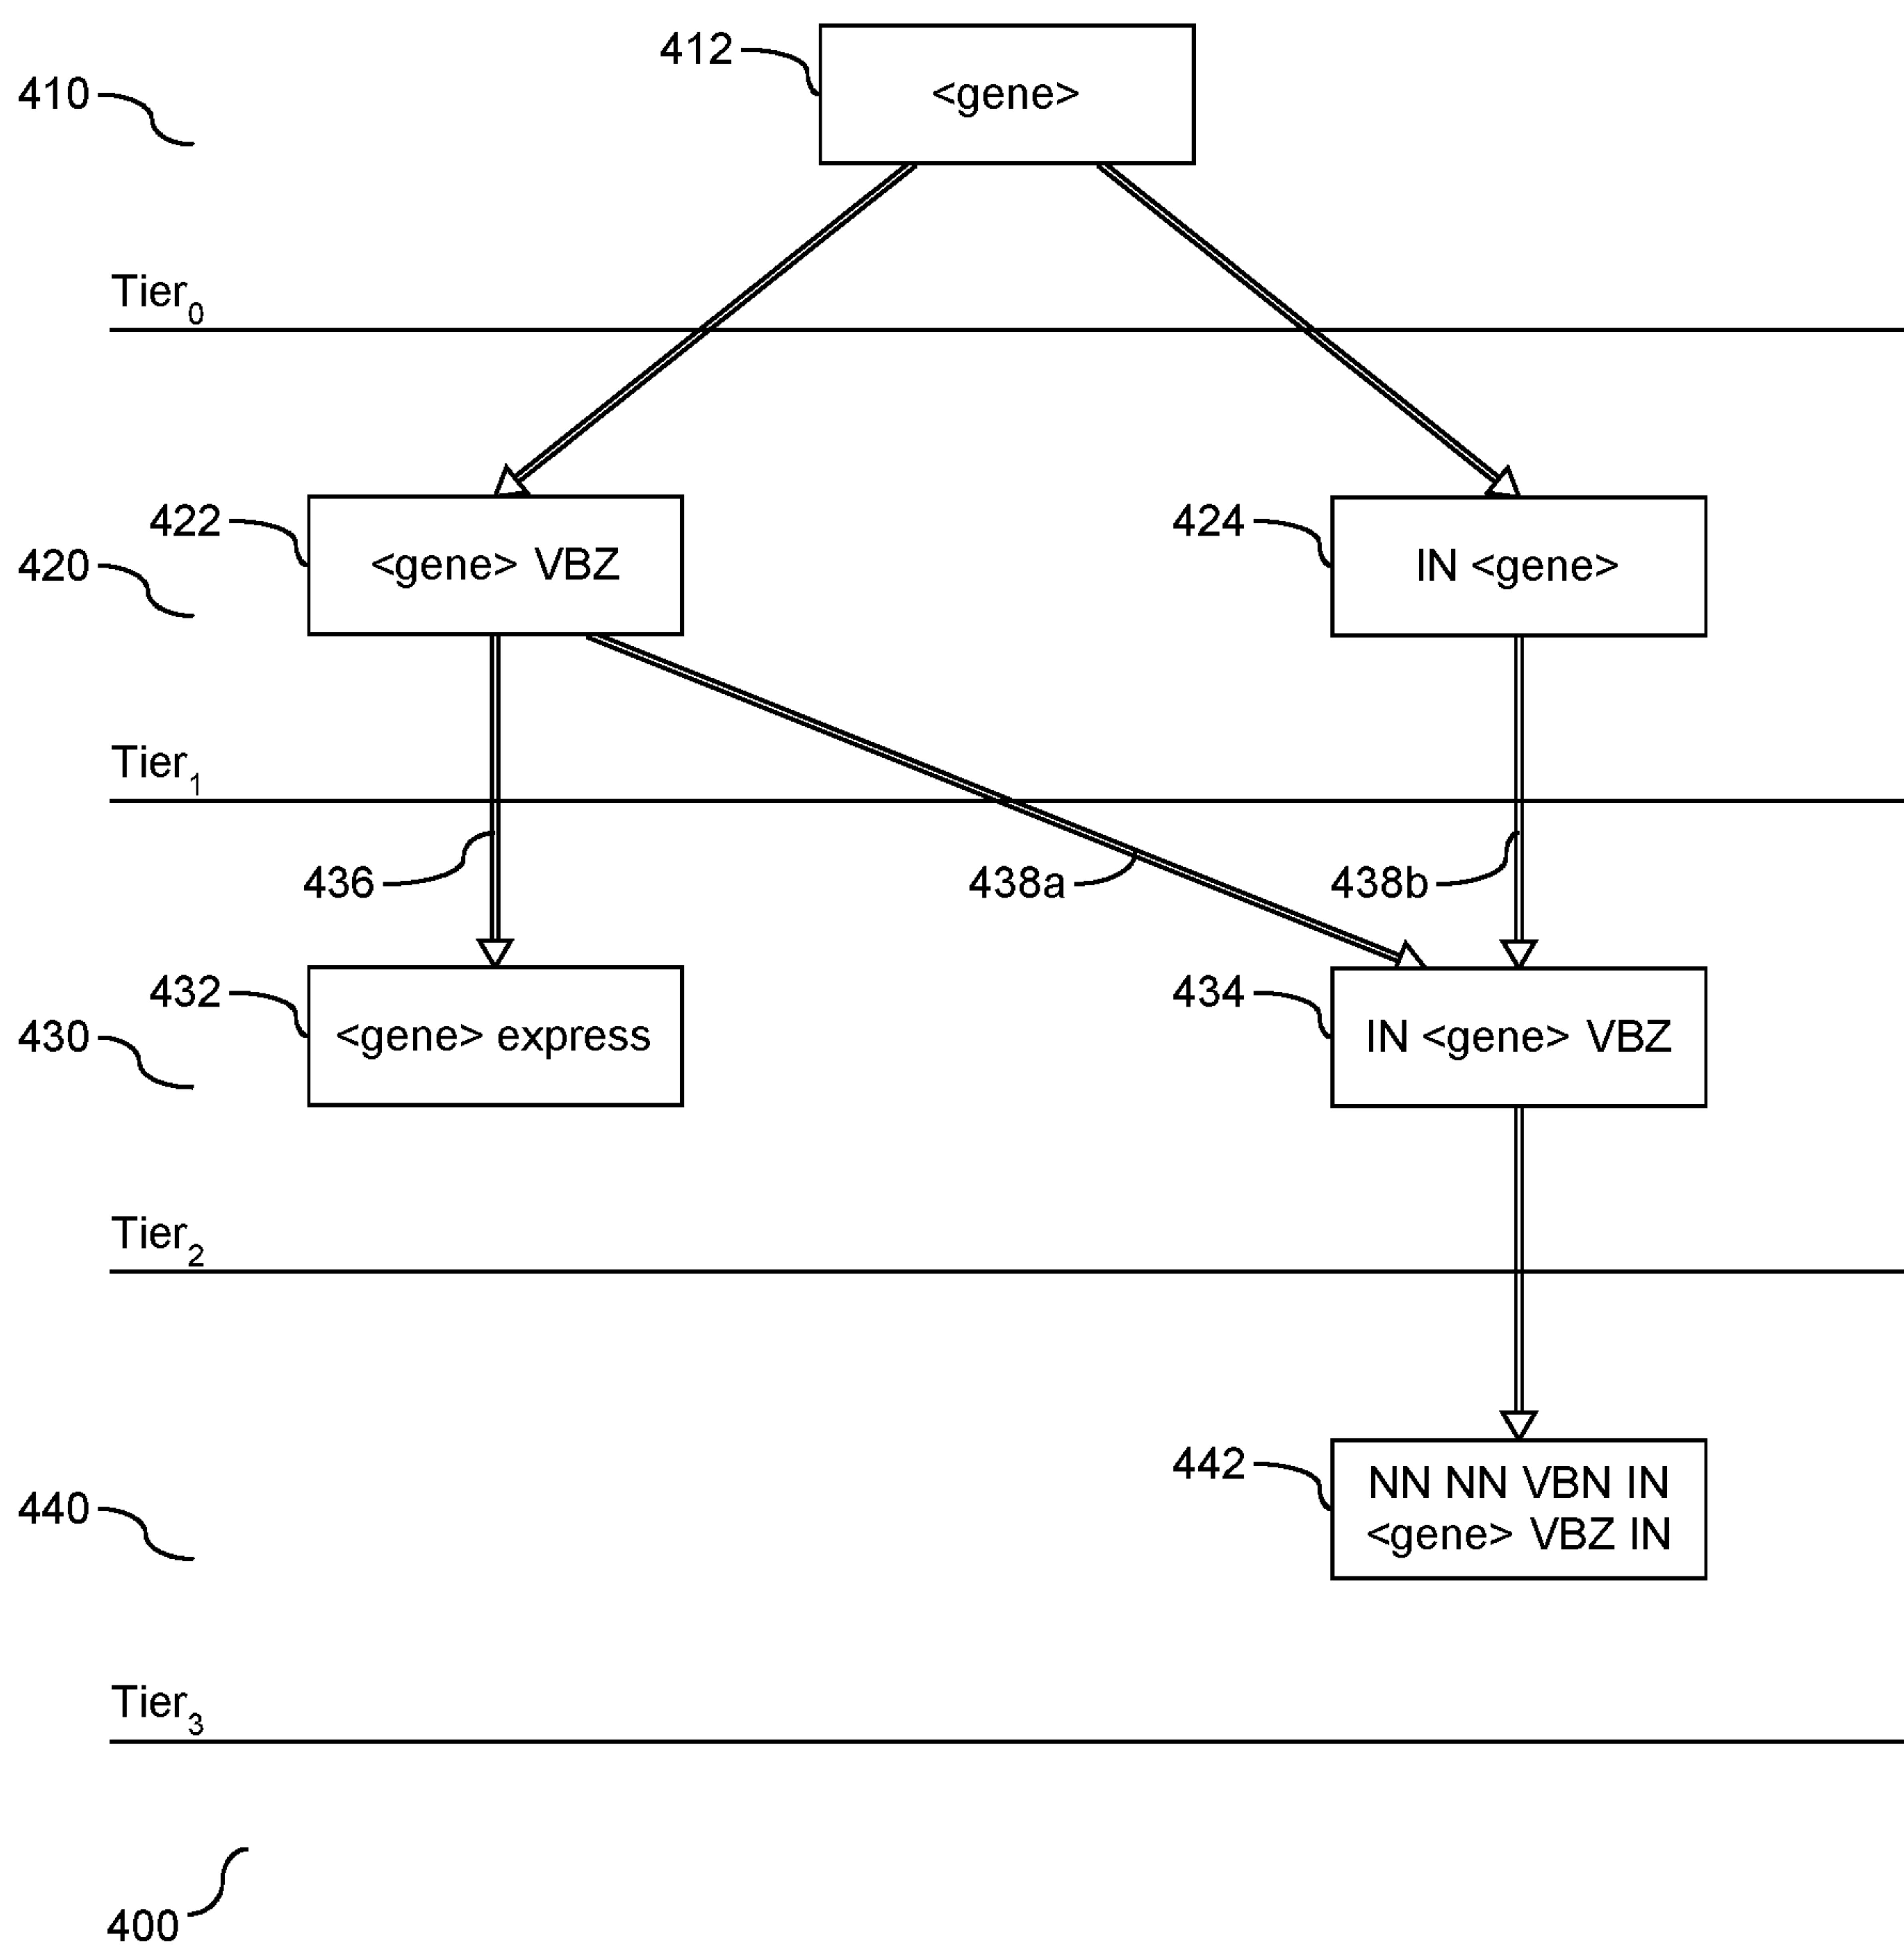 412
<gene>
410
Tier0
422
<gene> VBZ
424
IN <gene>
420
Tier1
436
438a
438b
432
<gene> express
434
IN <gene> VBZ
430
Tier2
442
NN NN VBN IN
<gene> VBZ IN
440
Tier3
400